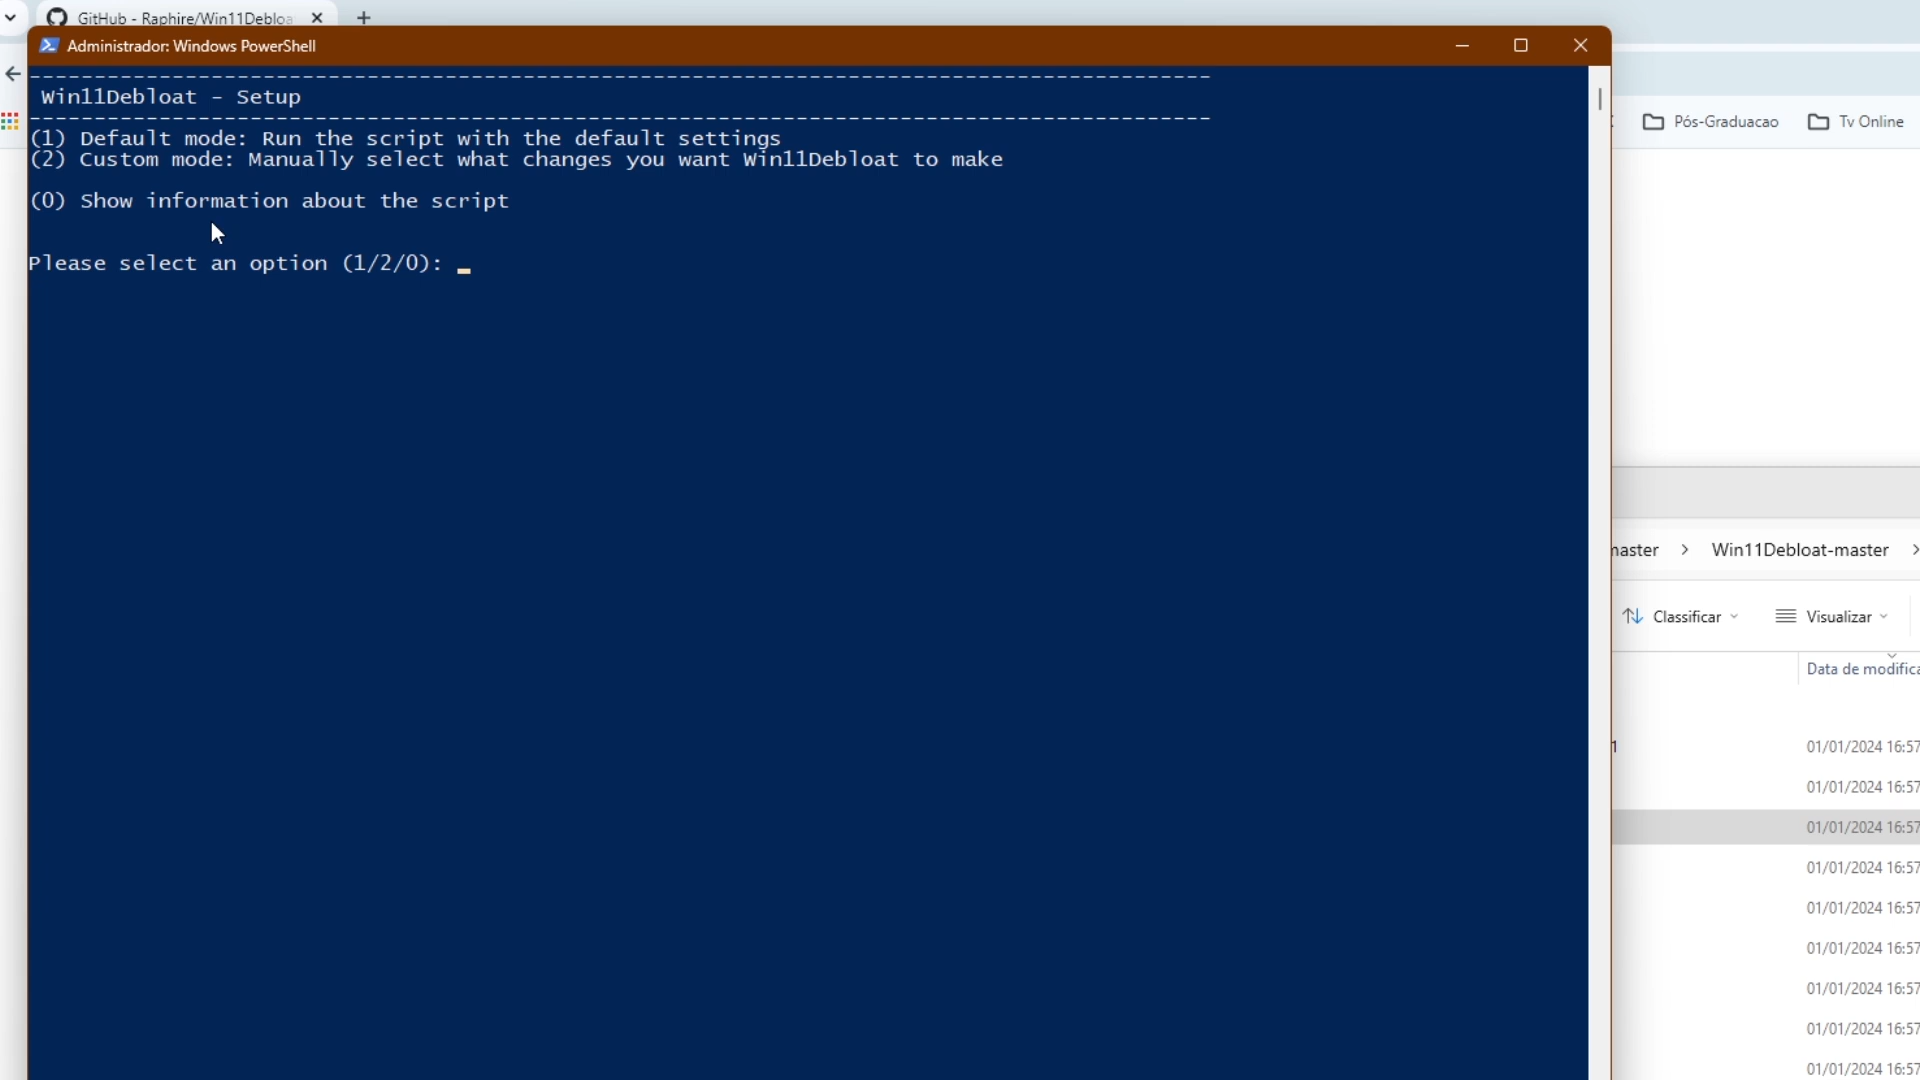 GitHub - Raphire/Win11Debloa
Administrador: Windows PowerShell
Win11Debloat - Setup
(1) Default mode: Run the script with the default settings
(2) Custom mode: Manually select what changes you want Win11Debloat to make
(0) Show information about the script
Please select an option (1/2/0):
Pós-Graduacao
Tv Online
master > Win11Debloat-master >
Classificar
Visualizar
Data de modifica
1
01/01/2024 16:57
01/01/2024 16:57
01/01/2024 16:57
01/01/2024 16:57
01/01/2024 16:57
01/01/2024 16:57
01/01/2024 16:57
01/01/2024 16:57
01/01/2024 16:57